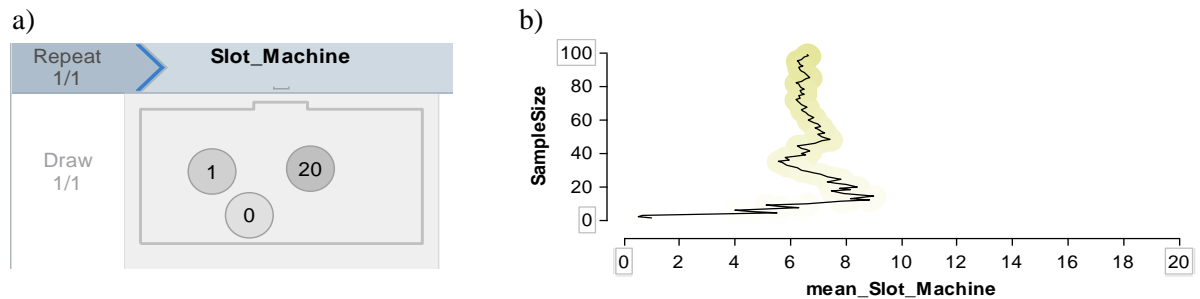 a)
Repeat
1/1
Slot_Machine
Draw
1/1
1
20
0
b)
SampleSize
100
80
60
40
20
0
0 2 4 6 8 10 12 14 16 18 20
mean_Slot_Machine